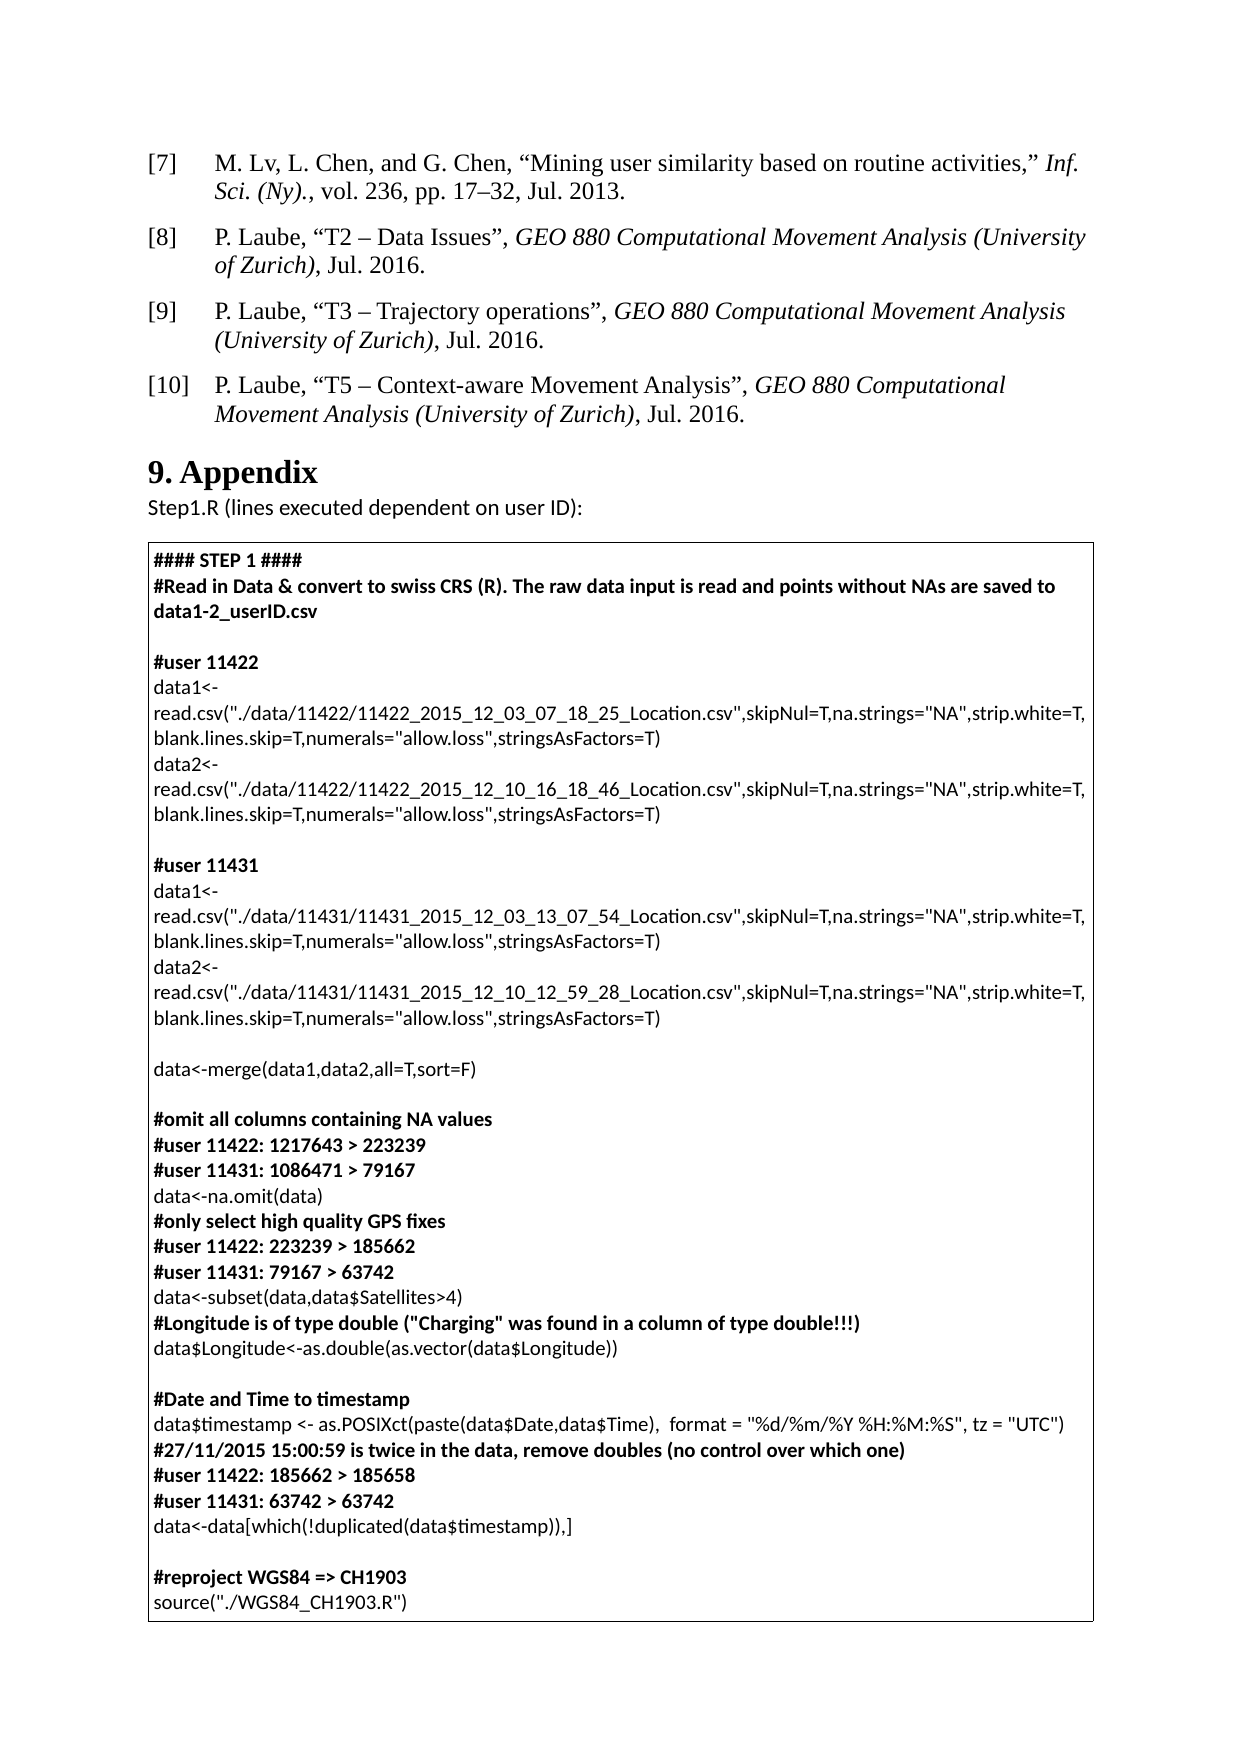 [7] M. Lv, L. Chen, and G. Chen, “Mining user similarity based on routine activities,” Inf.
Sci. (Ny)., vol. 236, pp. 17–32, Jul. 2013.
[8] P. Laube, “T2 – Data Issues”, GEO 880 Computational Movement Analysis (University
of Zurich), Jul. 2016.
[9] P. Laube, “T3 – Trajectory operations”, GEO 880 Computational Movement Analysis
(University of Zurich), Jul. 2016.
[10] P. Laube, “T5 – Context-aware Movement Analysis”, GEO 880 Computational
Movement Analysis (University of Zurich), Jul. 2016.
9. Appendix
Step1.R (lines executed dependent on user ID):
#### STEP 1 ####
#Read in Data & convert to swiss CRS (R). The raw data input is read and points without NAs are saved to
data1-2_userID.csv
#user 11422
data1<-
read.csv("./data/11422/11422_2015_12_03_07_18_25_Location.csv",skipNul=T,na.strings="NA",strip.white=T,
blank.lines.skip=T,numerals="allow.loss",stringsAsFactors=T)
data2<-
read.csv("./data/11422/11422_2015_12_10_16_18_46_Location.csv",skipNul=T,na.strings="NA",strip.white=T,
blank.lines.skip=T,numerals="allow.loss",stringsAsFactors=T)
#user 11431
data1<-
read.csv("./data/11431/11431_2015_12_03_13_07_54_Location.csv",skipNul=T,na.strings="NA",strip.white=T,
blank.lines.skip=T,numerals="allow.loss",stringsAsFactors=T)
data2<-
read.csv("./data/11431/11431_2015_12_10_12_59_28_Location.csv",skipNul=T,na.strings="NA",strip.white=T,
blank.lines.skip=T,numerals="allow.loss",stringsAsFactors=T)
data<-merge(data1,data2,all=T,sort=F)
#omit all columns containing NA values
#user 11422: 1217643 > 223239
#user 11431: 1086471 > 79167
data<-na.omit(data)
#only select high quality GPS fixes
#user 11422: 223239 > 185662
#user 11431: 79167 > 63742
data<-subset(data,data$Satellites>4)
#Longitude is of type double ("Charging" was found in a column of type double!!!)
data$Longitude<-as.double(as.vector(data$Longitude))
#Date and Time to timestamp
data$timestamp <- as.POSIXct(paste(data$Date,data$Time),  format = "%d/%m/%Y %H:%M:%S", tz = "UTC")
#27/11/2015 15:00:59 is twice in the data, remove doubles (no control over which one)
#user 11422: 185662 > 185658
#user 11431: 63742 > 63742
data<-data[which(!duplicated(data$timestamp)),]
#reproject WGS84 => CH1903
source("./WGS84_CH1903.R")